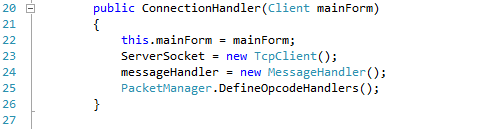 20 public ConnectionHandler(Client mainForm)
21 {
22 this.mainForm = mainForm;
23 ServerSocket = new TcpClient();
24 messageHandler = new MessageHandler();
25 PacketManager.DefineOpcodeHandlers();
26 }
27